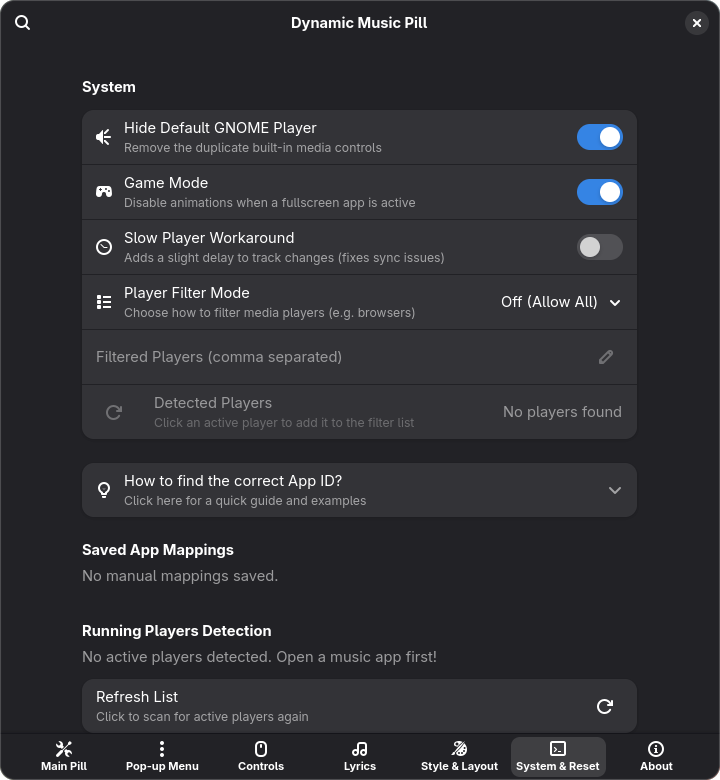 Dynamic Music Pill
System
Hide Default GNOME Player
Remove the duplicate built-in media controls
Game Mode
Disable animations when a fullscreen app is active
Slow Player Workaround
Adds a slight delay to track changes (fixes sync issues)
Player Filter Mode
Choose how to filter media players (e.g. browsers)
Off (Allow All)
Filtered Players (comma separated)
Detected Players
Click an active player to add it to the filter list
No players found
How to find the correct App ID?
Click here for a quick guide and examples
Saved App Mappings
No manual mappings saved.
Running Players Detection
No active players detected. Open a music app first!
Refresh List
Click to scan for active players again
Main Pill
Pop-up Menu
Controls
Lyrics
Style & Layout
System & Reset
About